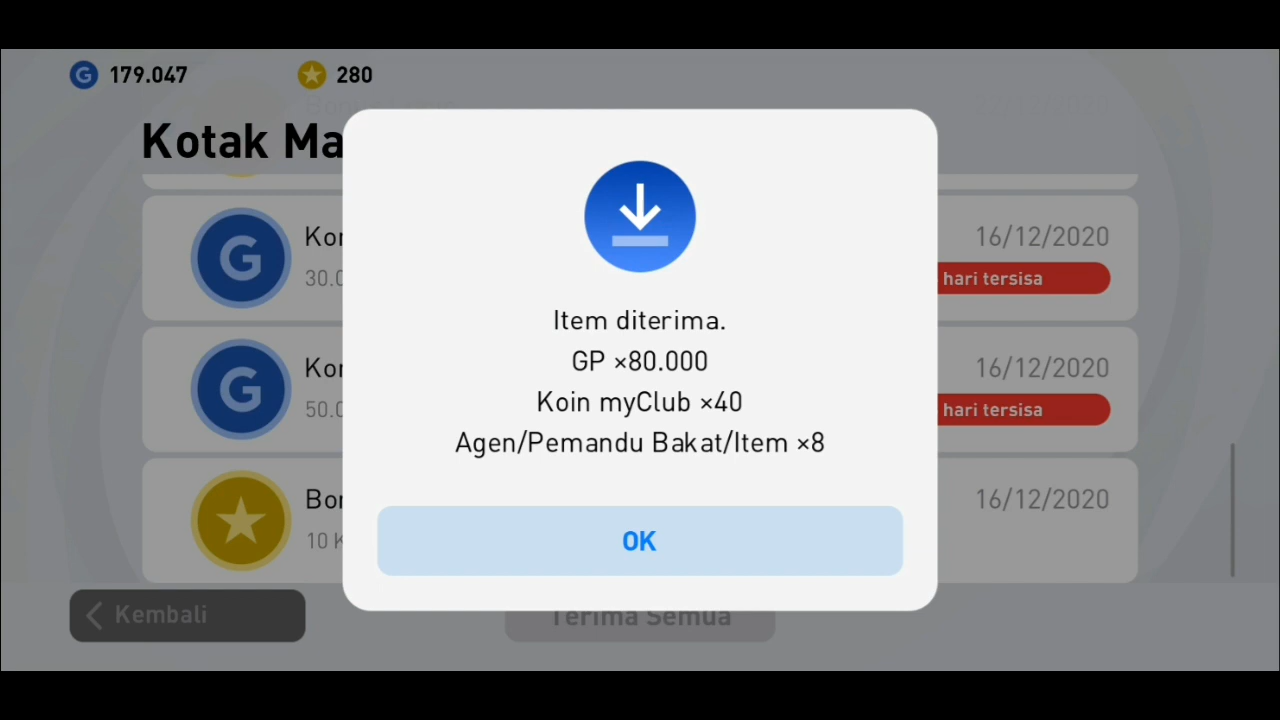 179.047
280
Kotak Ma
Item diterima.
GP ×80.000
Koin myClub ×40
Agen/Pemandu Bakat/Item ×8
OK
Kor
30.0
16/12/2020
hari tersisa
Kor
50.0
16/12/2020
hari tersisa
Bor
10 K
16/12/2020
Kembali
Terima Semua